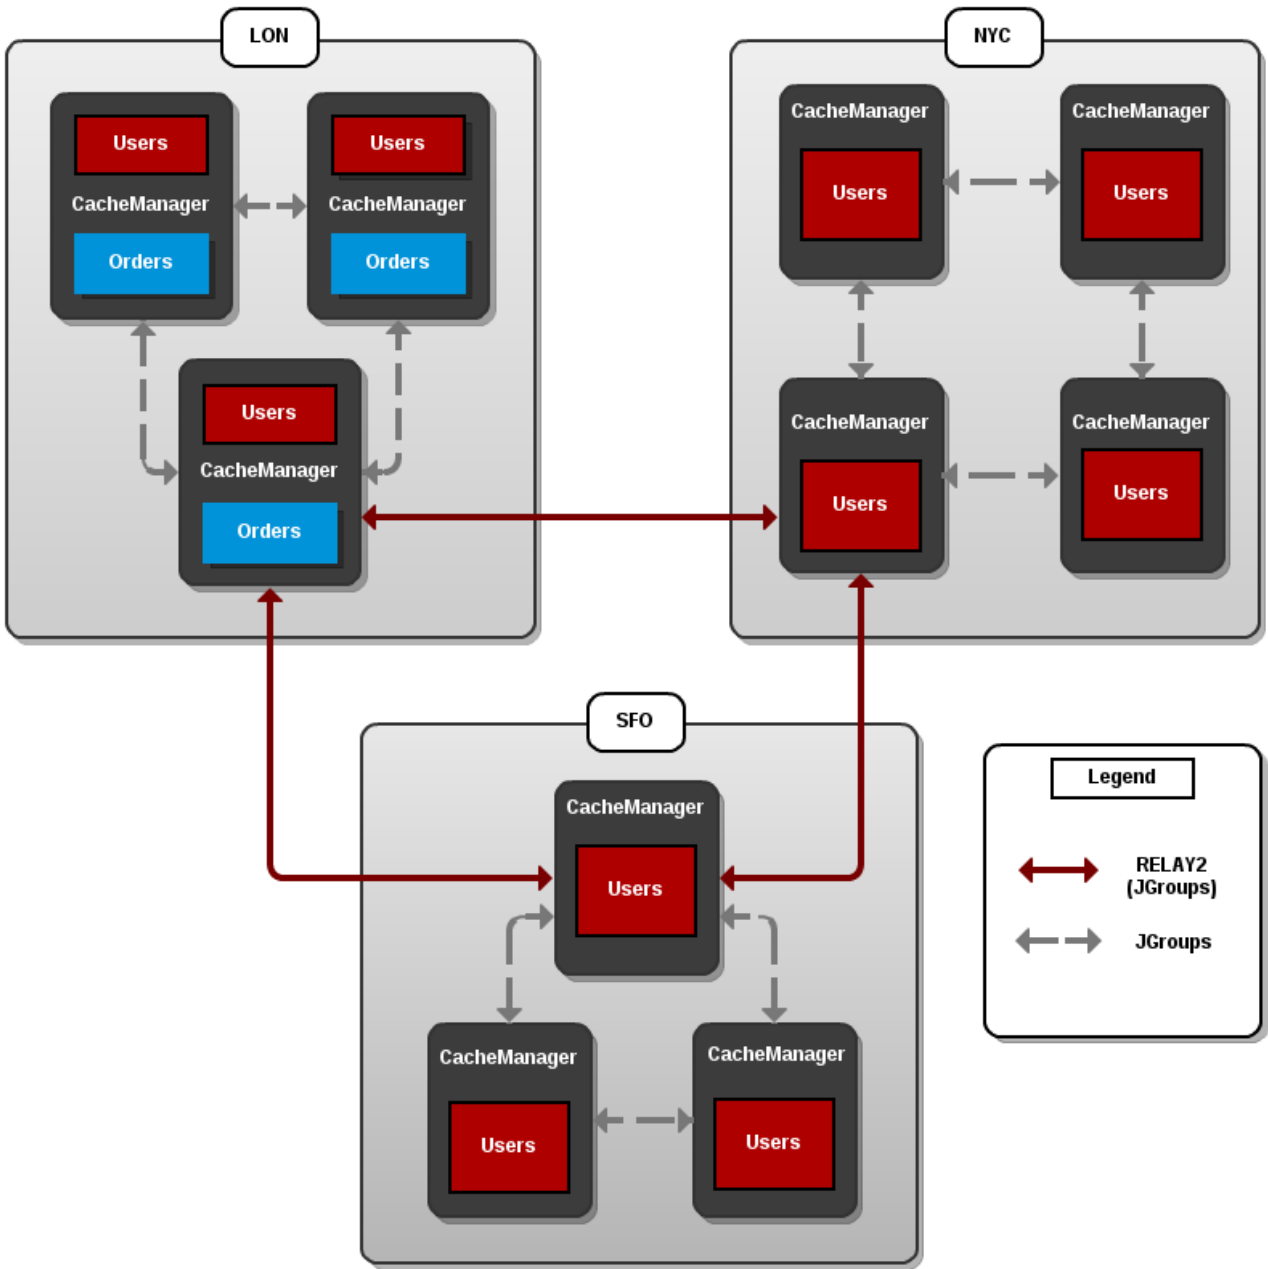 LON
NYC
Users
Users
CacheManager
CacheManager
Orders
Orders
Users
CacheManager
Orders
CacheManager
CacheManager
Users
Users
CacheManager
CacheManager
Users
Users
SFO
CacheManager
Users
CacheManager
CacheManager
Users
Users
Legend
RELAY2
(JGroups)
JGroups